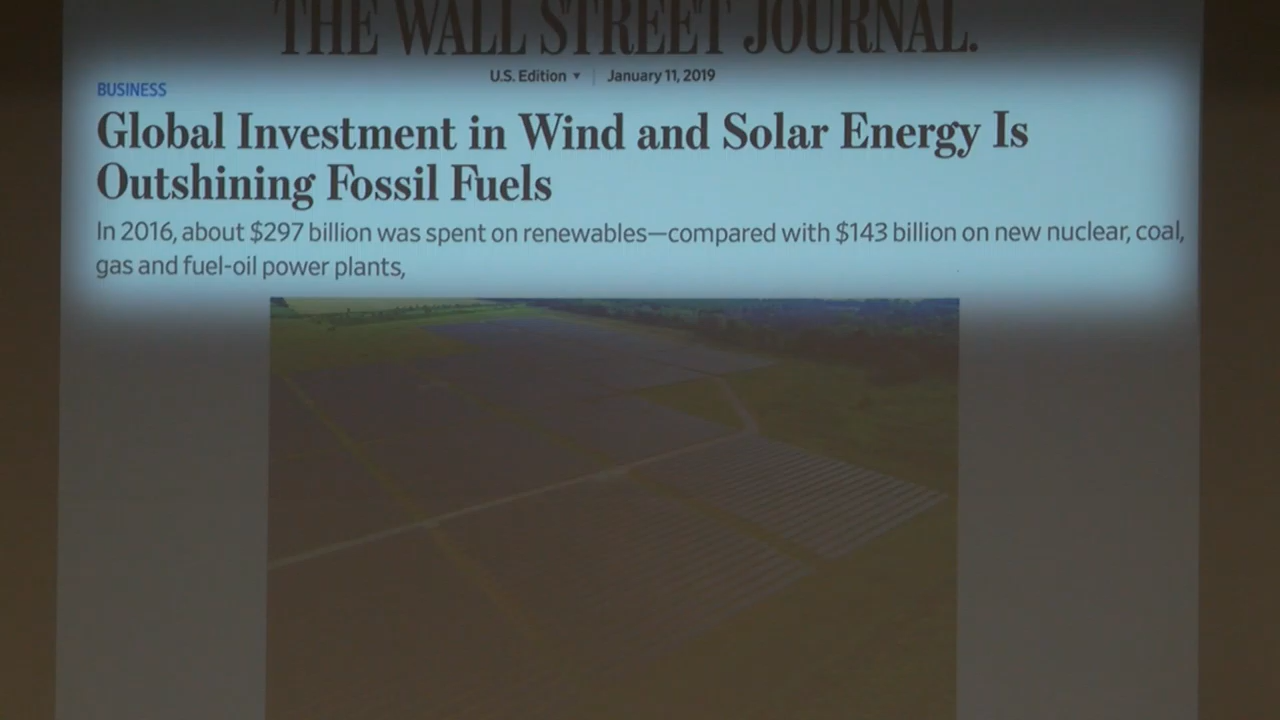 THE WALL STREET JOURNAL.
U.S. Edition ▼ | January 11, 2019
BUSINESS
Global Investment in Wind and Solar Energy Is
Outshining Fossil Fuels
In 2016, about $297 billion was spent on renewables—compared with $143 billion on new nuclear, coal,
gas and fuel-oil power plants,